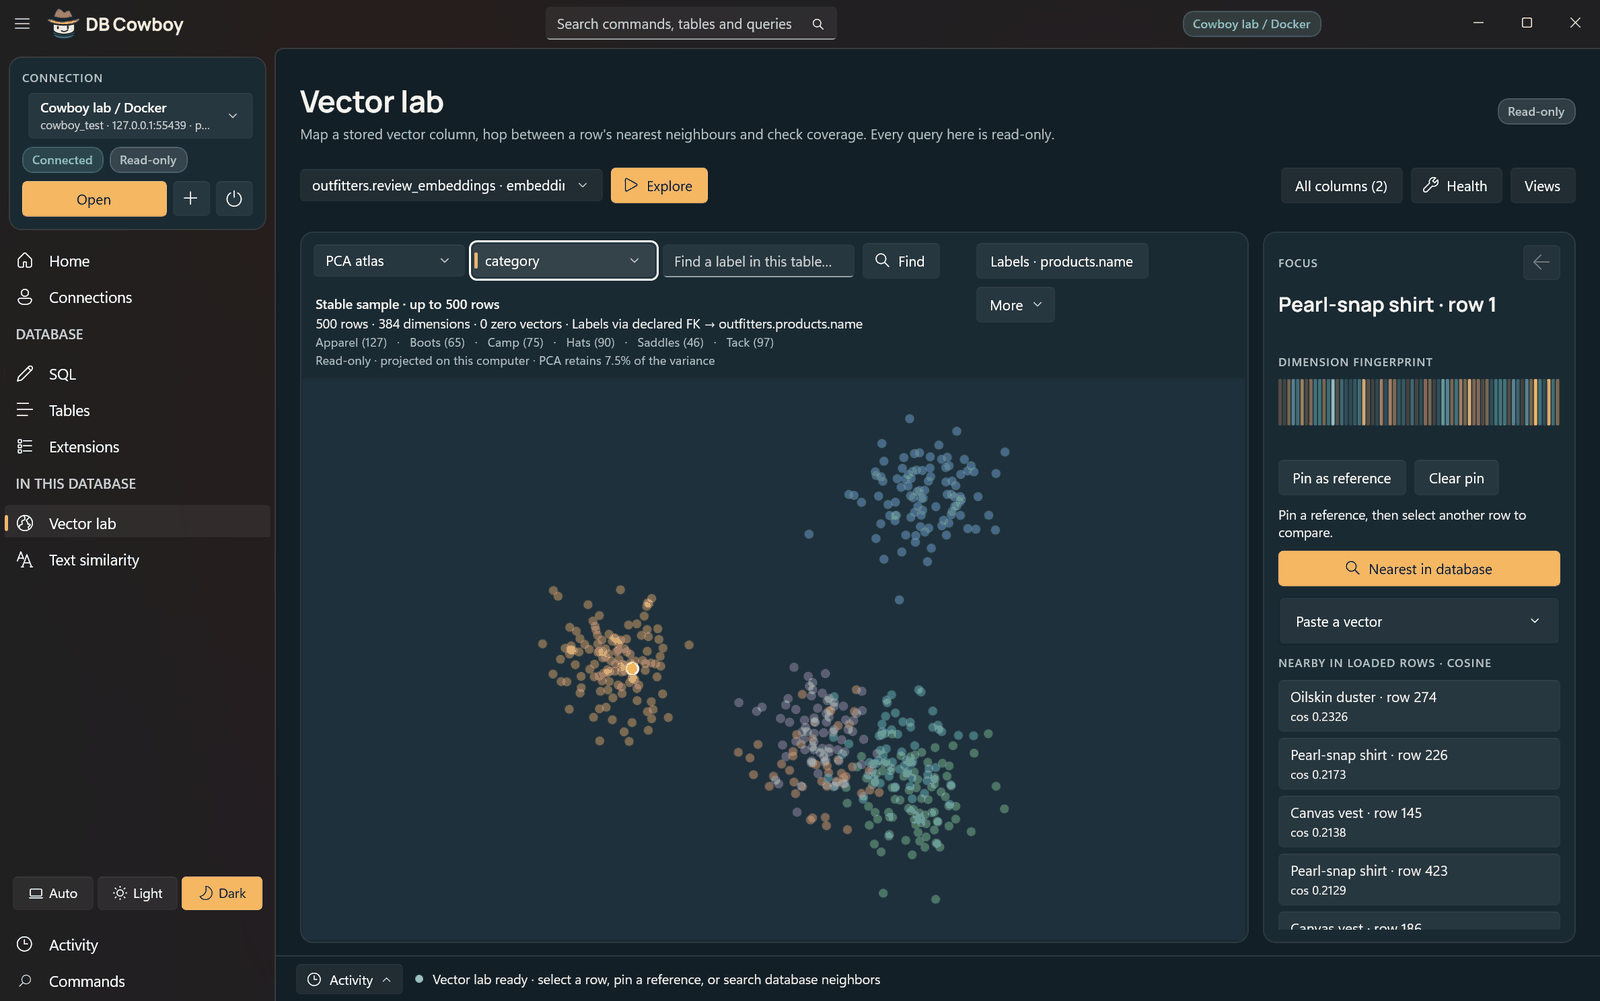 DB Cowboy
Search commands, tables and queries
Cowboy lab / Docker
CONNECTION
Cowboy lab / Docker
cowboy_test · 127.0.0.1:55439 · p...
Connected
Read-only
Open
Home
Connections
DATABASE
SQL
Tables
Extensions
IN THIS DATABASE
Vector lab
Text similarity
Auto
Light
Dark
Activity
Commands
Vector lab
Map a stored vector column, hop between a row's nearest neighbours and check coverage. Every query here is read-only.
Read-only
outfitters.review_embeddings · embeddii
Explore
All columns (2)
Health
Views
PCA atlas
category
Find a label in this table...
Find
Labels · products.name
More
Stable sample · up to 500 rows
500 rows · 384 dimensions · 0 zero vectors · Labels via declared FK → outfitters.products.name
Apparel (127) · Boots (65) · Camp (75) · Hats (90) · Saddles (46) · Tack (97)
Read-only · projected on this computer · PCA retains 7.5% of the variance
FOCUS
Pearl-snap shirt · row 1
DIMENSION FINGERPRINT
Pin as reference
Clear pin
Pin a reference, then select another row to
compare.
Nearest in database
Paste a vector
NEARBY IN LOADED ROWS · COSINE
Oilskin duster · row 274
cos 0.2326
Pearl-snap shirt · row 226
cos 0.2173
Canvas vest · row 145
cos 0.2138
Pearl-snap shirt · row 423
cos 0.2129
Canvas vest · row 186
Activity
Vector lab ready · select a row, pin a reference, or search database neighbors